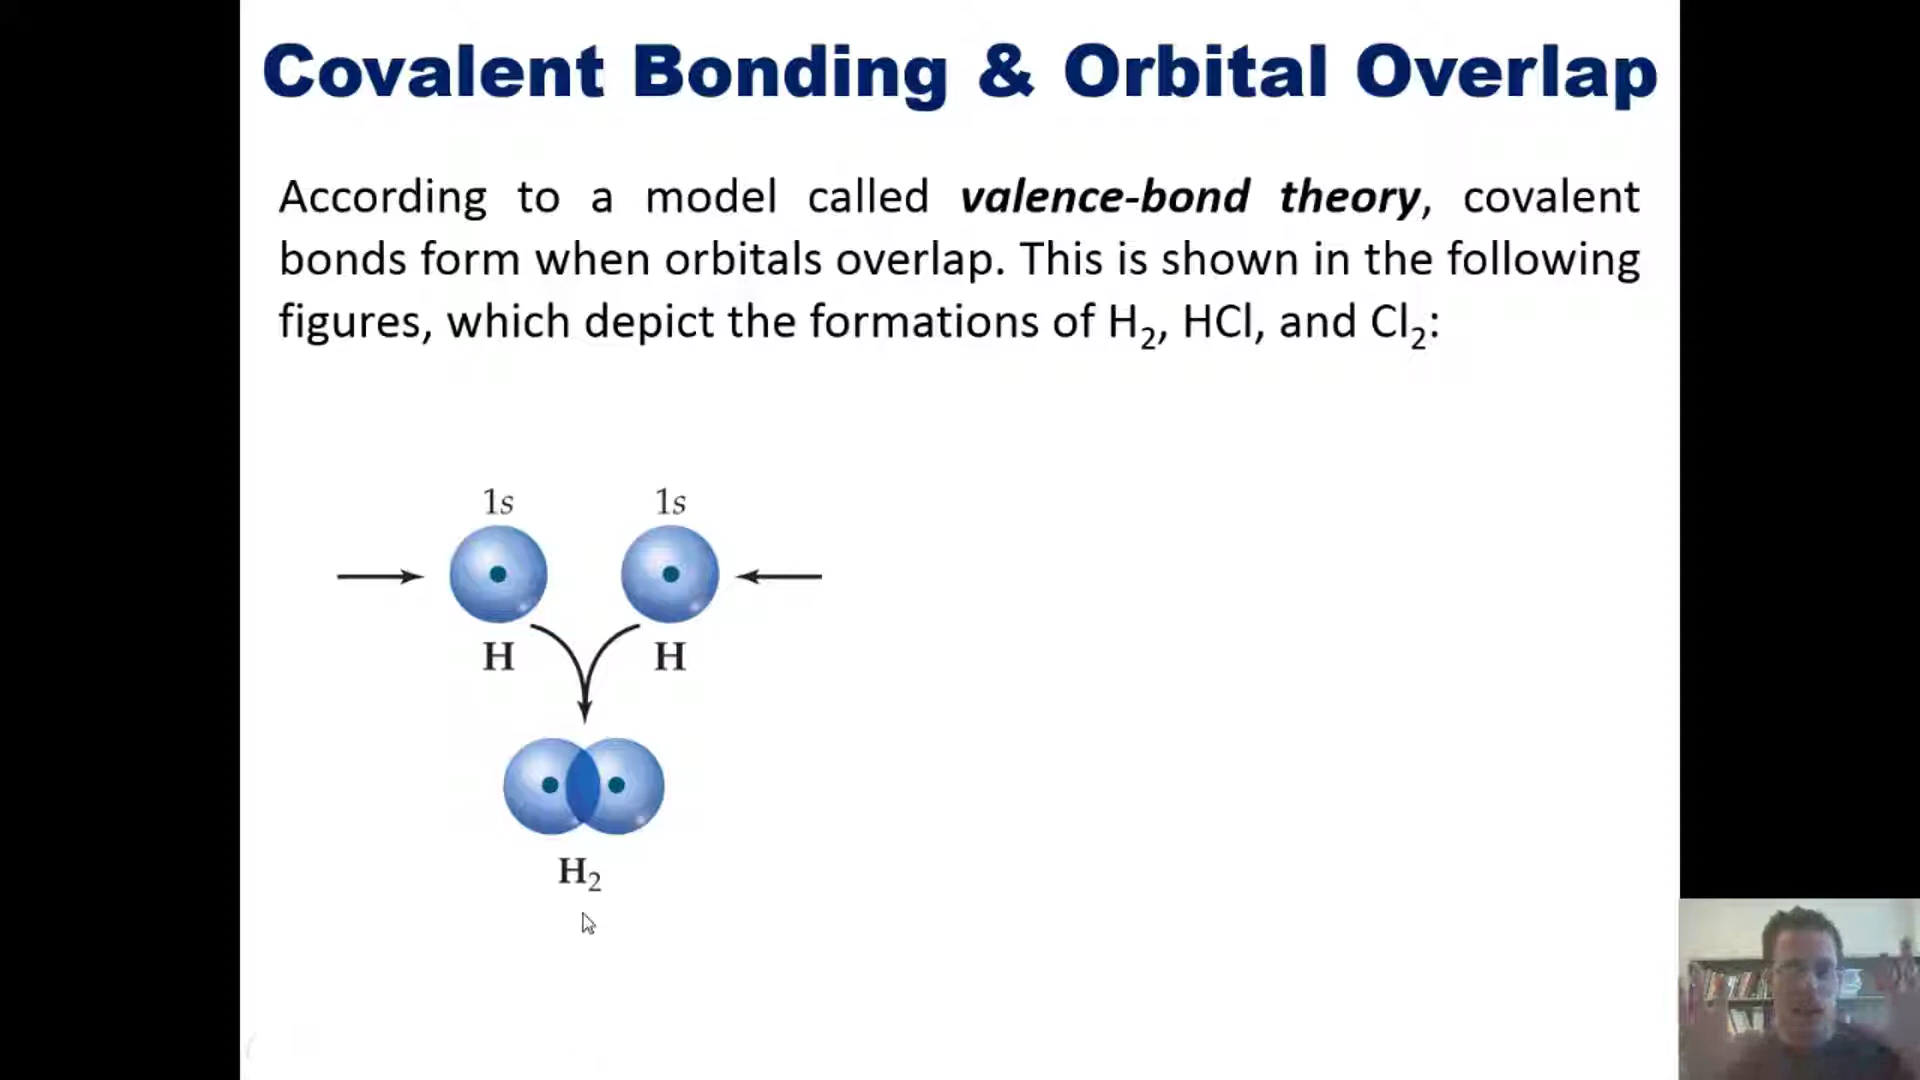 Covalent Bonding & Orbital Overlap
According to a model called valence-bond theory, covalent
bonds form when orbitals overlap. This is shown in the following
figures, which depict the formations of H₂, HCl, and Cl₂:
1s 1s
H H
H₂